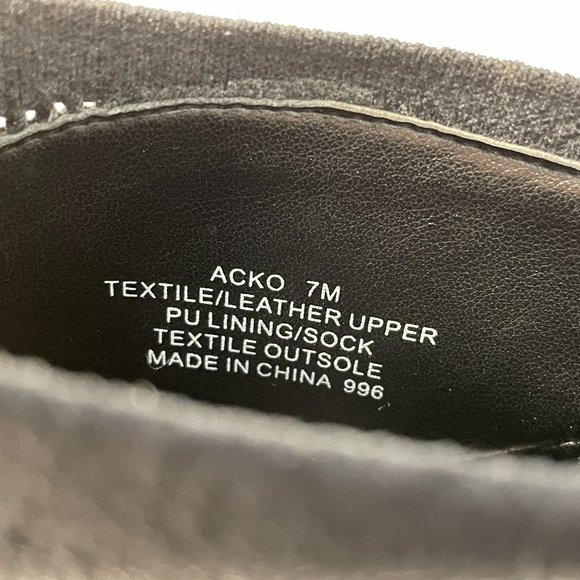 ACKO 7M
TEXTILE/LEATHER UPPER
PU LINING/SOCK
TEXTILE OUTSOLE
MADE IN CHINA 996